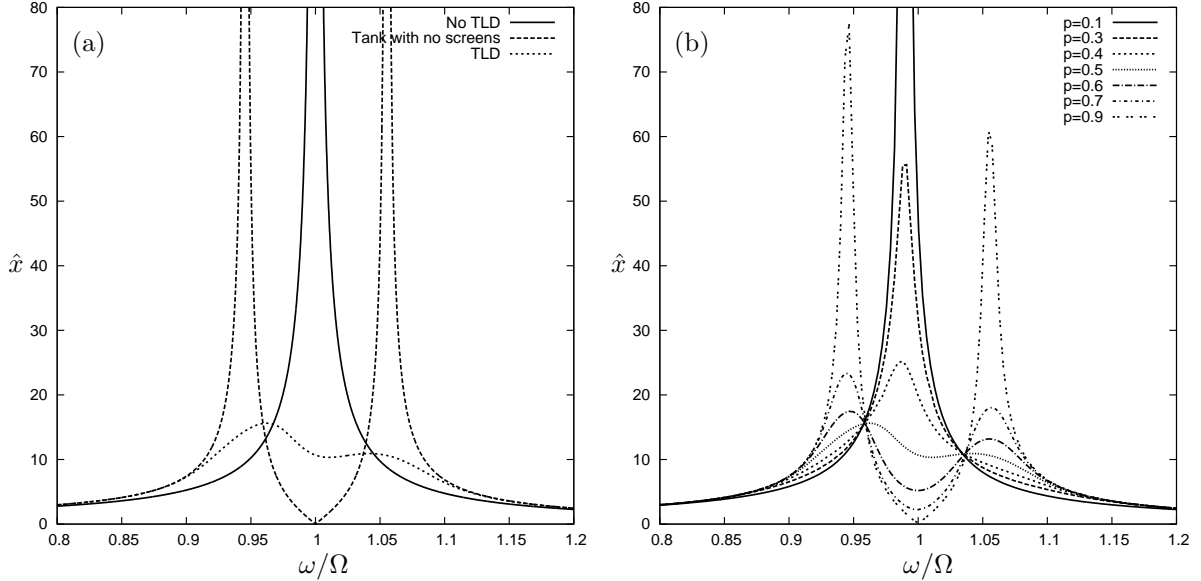 (a)
No TLD
Tank with no screens
TLD
80
70
60
50
40
30
20
10
0
x̂
0.8 0.85 0.9 0.95 1 1.05 1.1 1.15 1.2
ω/Ω
(b)
p=0.1
p=0.3
p=0.4
p=0.5
p=0.6
p=0.7
p=0.9
80
70
60
50
40
30
20
10
0
x̂
0.8 0.85 0.9 0.95 1 1.05 1.1 1.15 1.2
ω/Ω